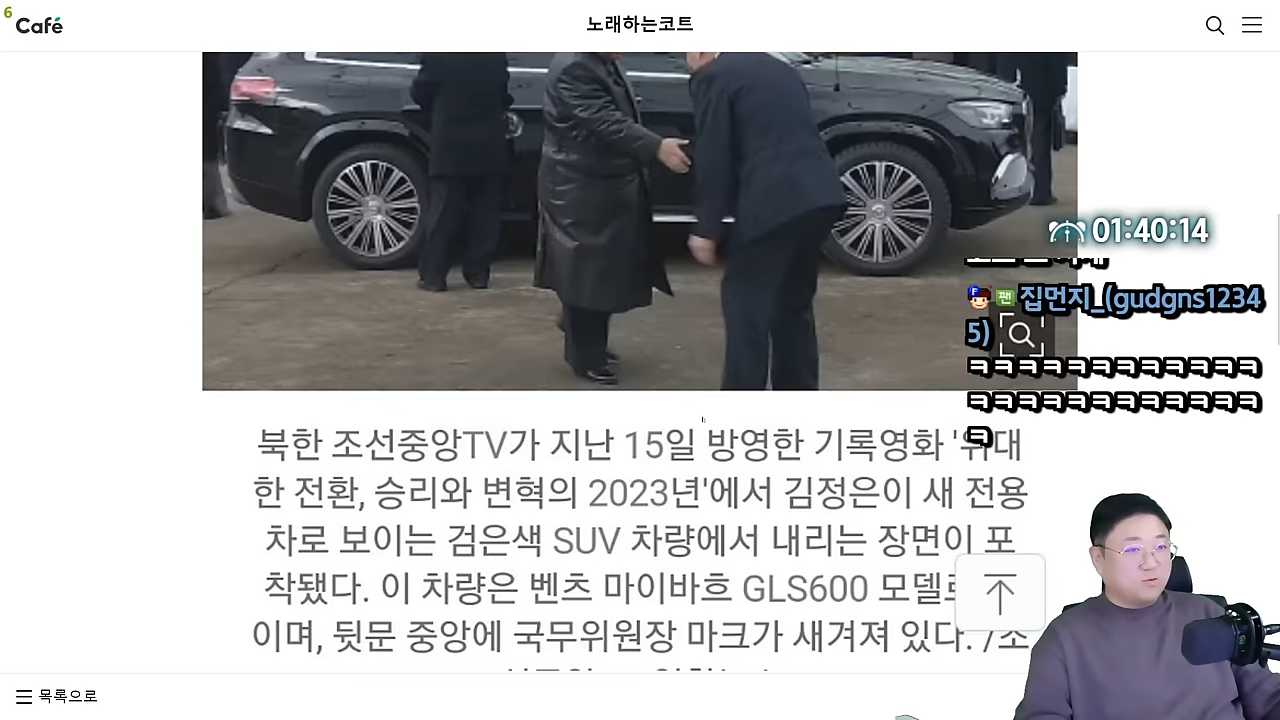 6
Café
노래하는코트
01:40:14
팬 집먼지_(gudgns1234
5)
ㅋㅋㅋㅋㅋㅋㅋㅋㅋㅋㅋㅋ
ㅋㅋㅋㅋㅋㅋㅋㅋㅋㅋㅋㅋ
ㅋ
북한 조선중앙TV가 지난 15일 방영한 기록영화 '위대
한 전환, 승리와 변혁의 2023년'에서 김정은이 새 전용
차로 보이는 검은색 SUV 차량에서 내리는 장면이 포
착됐다. 이 차량은 벤츠 마이바흐 GLS600 모델로
이며, 뒷문 중앙에 국무위원장 마크가 새겨져 있다. /조
목록으로